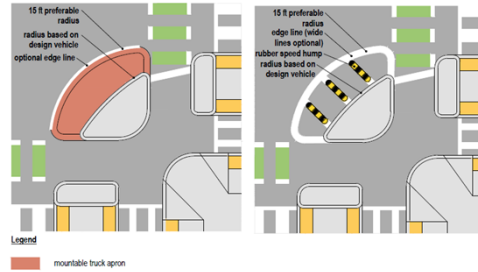 15 ft preferable
radius
radius based on
design vehicle
optional edge line
15 ft preferable
radius
edge line (wide
lines optional)
rubber speed hump
radius based on
design vehicle
Legend
mountable truck apron